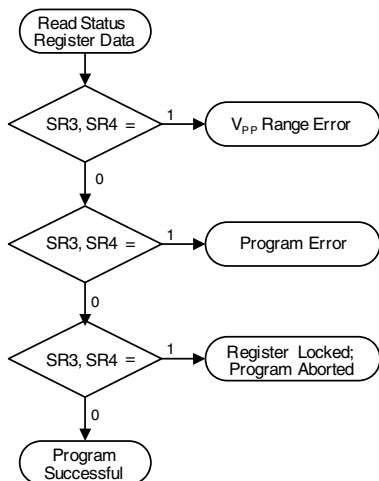 Read Status
Register Data
SR3, SR4 =
1
VPP Range Error
0
SR3, SR4 =
1
Program Error
0
SR3, SR4 =
1
Register Locked;
Program Aborted
0
Program
Successful